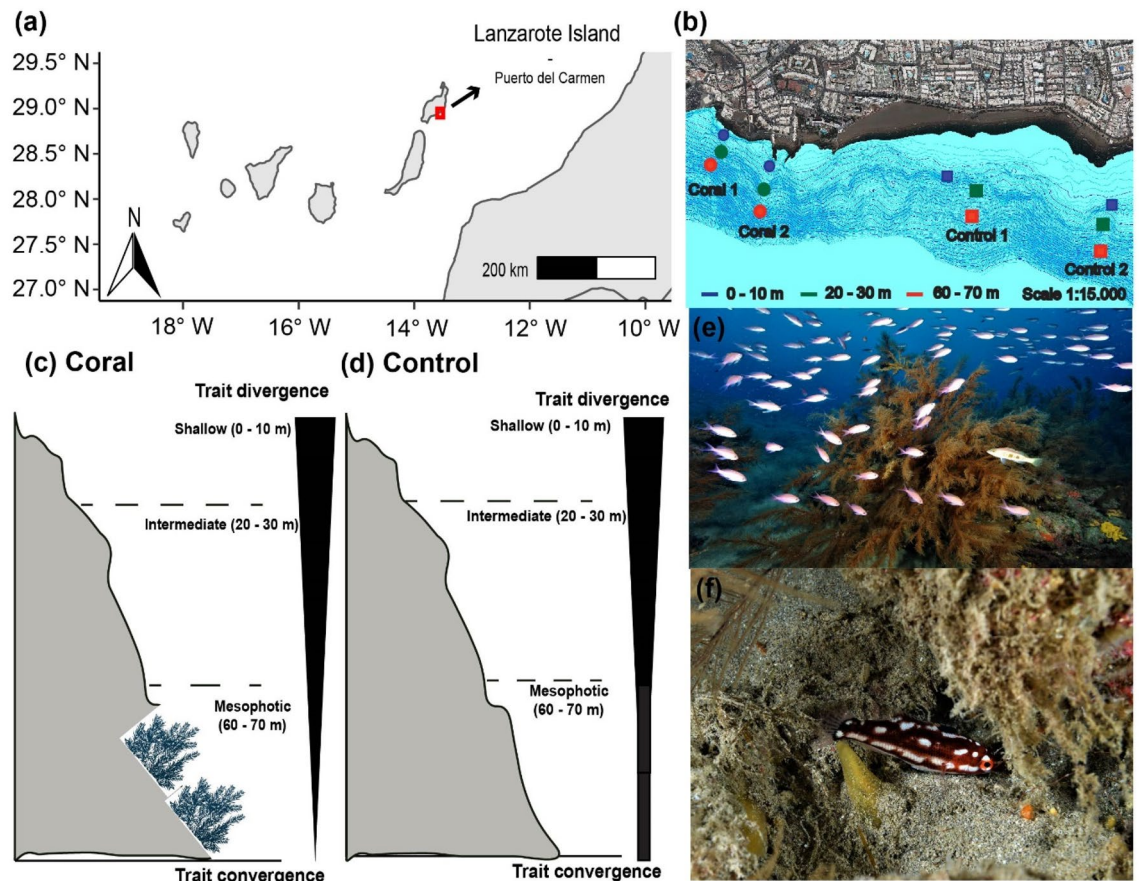 (a)
Lanzarote Island
-
Puerto del Carmen
29.5° N
29.0° N
28.5° N
28.0° N
27.5° N
27.0° N
N
200 km
18° W
16° W
14° W
12° W
10° W
(b)
Coral 1
Coral 2
Control 1
Control 2
0 - 10 m
20 - 30 m
60 - 70 m
Scale 1:15.000
(c) Coral
Trait divergence
Shallow (0 - 10 m)
Intermediate (20 - 30 m)
Mesophotic
(60 - 70 m)
Trait convergence
(d) Control
Trait divergence
Shallow (0 - 10 m)
Intermediate (20 - 30 m)
Mesophotic
(60 - 70 m)
Trait convergence
(e)
(f)